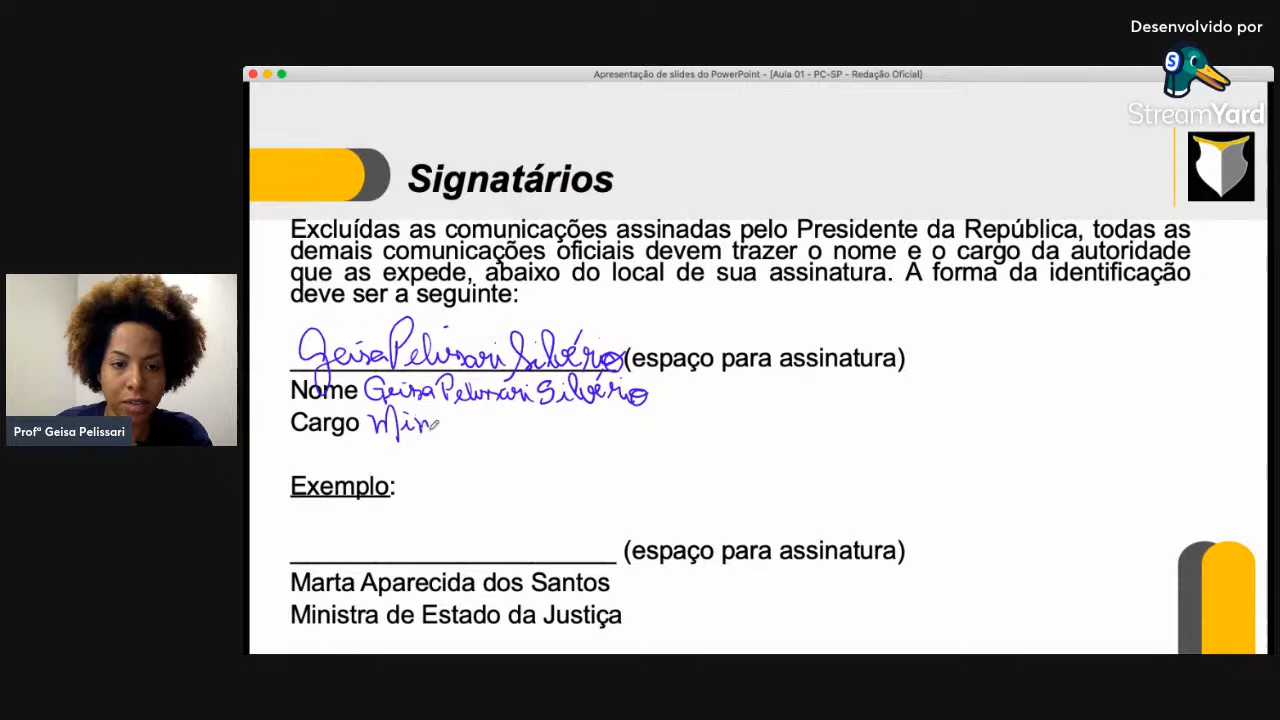 Desenvolvido por
StreamYard
Apresentação de slides do PowerPoint - [Aula 01 - PC-SP - Redação Oficial]
Signatários
Excluídas as comunicações assinadas pelo Presidente da República, todas as
demais comunicações oficiais devem trazer o nome e o cargo da autoridade
que as expede, abaixo do local de sua assinatura. A forma da identificação
deve ser a seguinte:
Geisa Pelissari Silvério (espaço para assinatura)
Nome Geisa Pelissari Silvério
Cargo Min
Exemplo:
(espaço para assinatura)
Marta Aparecida dos Santos
Ministra de Estado da Justiça
Profª Geisa Pelissari